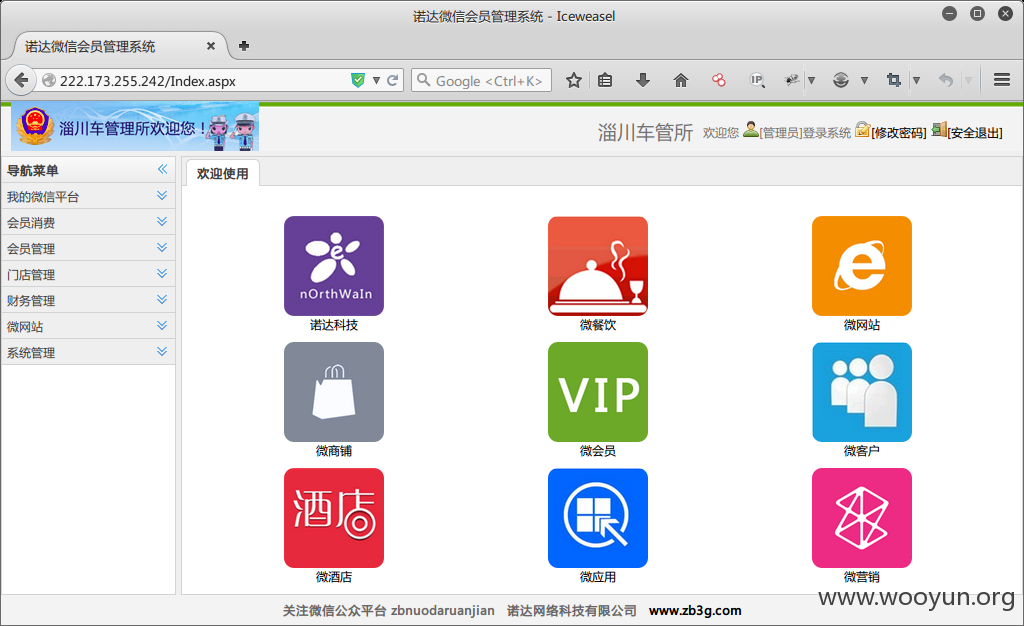 诺达微信会员管理系统 - Iceweasel
诺达微信会员管理系统
222.173.255.242/Index.aspx
Google <Ctrl+K>
IP
淄川车管所欢迎您！
淄川车管所 欢迎您 [管理员]登录系统 [修改密码] [安全退出]
导航菜单
我的微信平台
会员消费
会员管理
门店管理
财务管理
微网站
系统管理
欢迎使用
nOrthWaIn
诺达科技
微餐饮
微网站
VIP
微商铺
微会员
微客户
酒店
微酒店
微应用
微营销
关注微信公众平台 zbnuodaruanjian 诺达网络科技有限公司 www.zb3g.com
www.wooyun.org